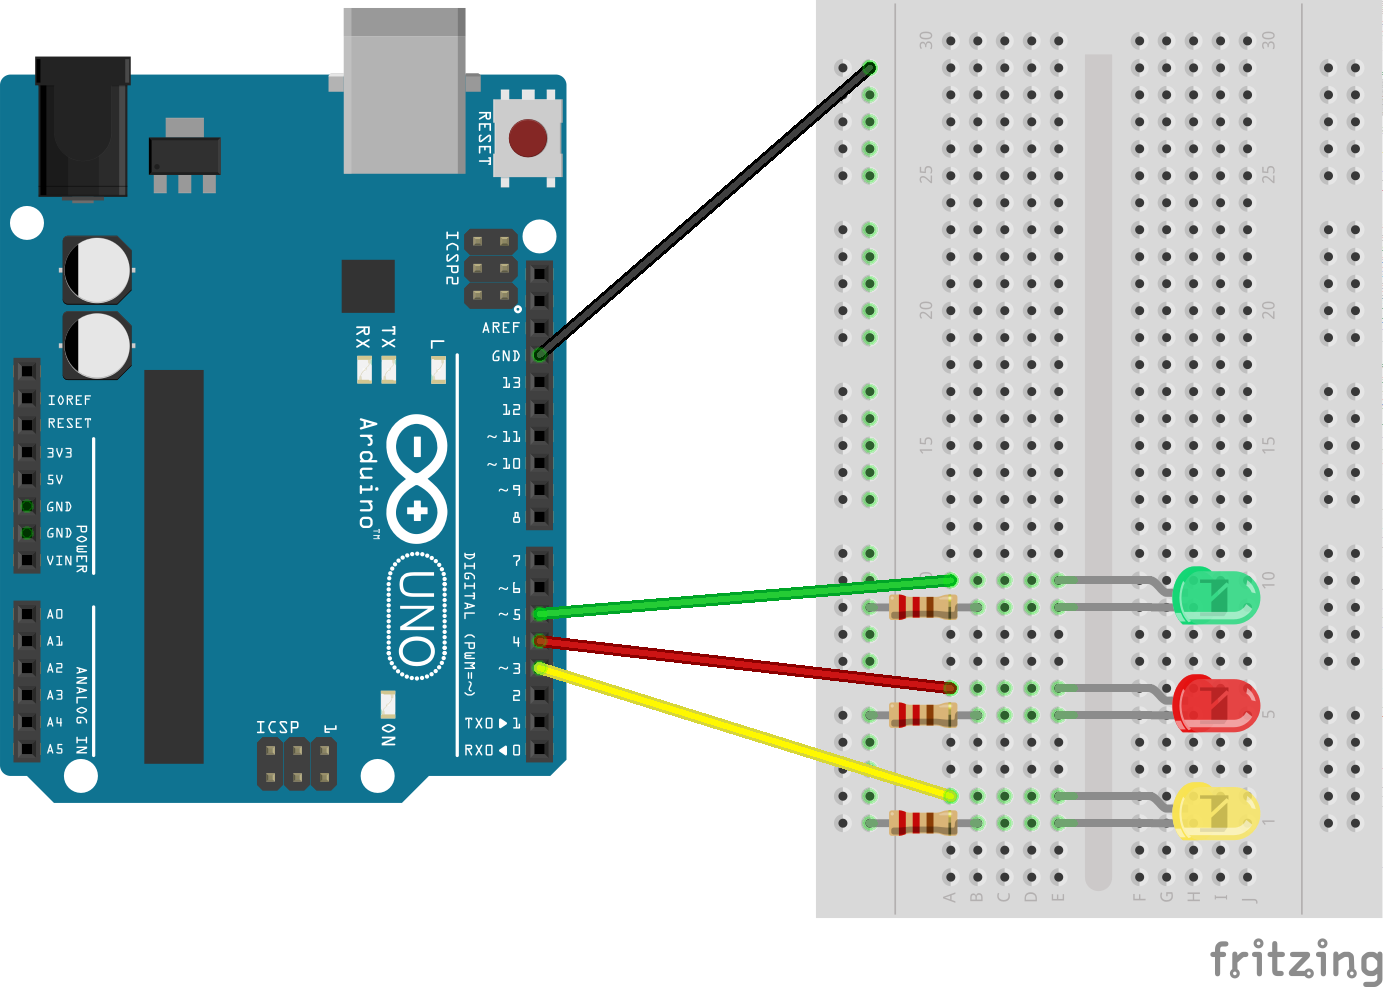 RESET
ICSP2
AREF
GND
13
12
~11
~10
~9
8
RX
TX
L
Arduino™
UNO
IOREF
RESET
3V3
5V
GND
GND
VIN
POWER
7
~6
~5
4
~3
2
TX0▶1
RX0◀0
DIGITAL (PWM=~)
A0
A1
A2
A3
A4
A5
ANALOG IN
ICSP
1
ON
30
30
25
25
20
20
15
15
10
5
1
A B C D E
F G H I J
fritzing